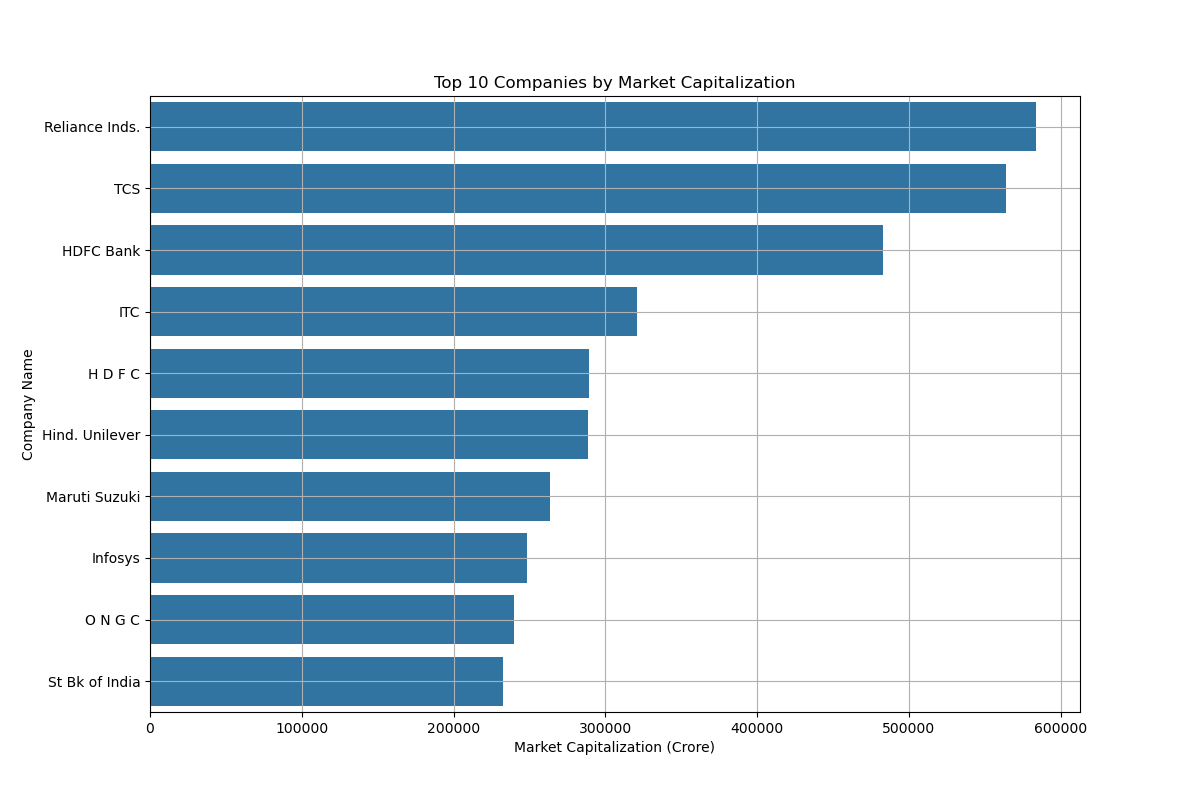 Top 10 Companies by Market Capitalization
Company Name
Reliance Inds.
TCS
HDFC Bank
ITC
H D F C
Hind. Unilever
Maruti Suzuki
Infosys
O N G C
St Bk of India
0 100000 200000 300000 400000 500000 600000
Market Capitalization (Crore)